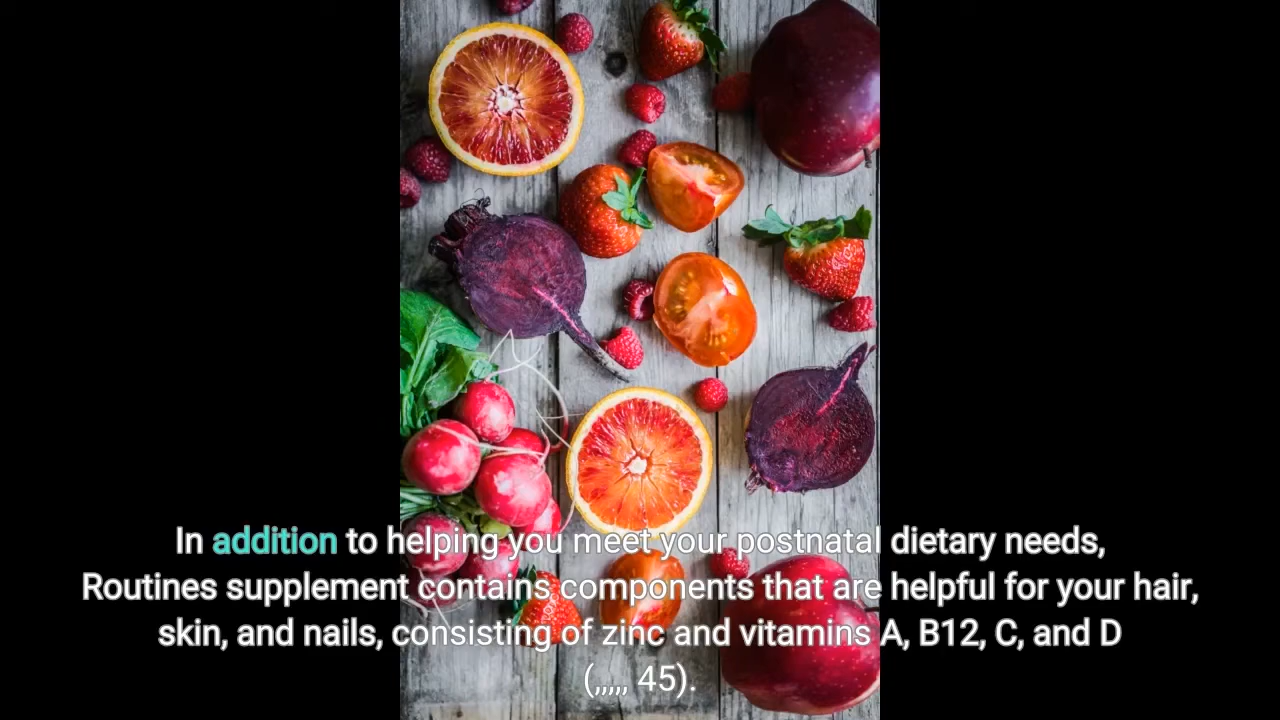 In addition to helping you meet your postnatal dietary needs,
Routines supplement contains components that are helpful for your hair,
skin, and nails, consisting of zinc and vitamins A, B12, C, and D
(,,,,, 45).